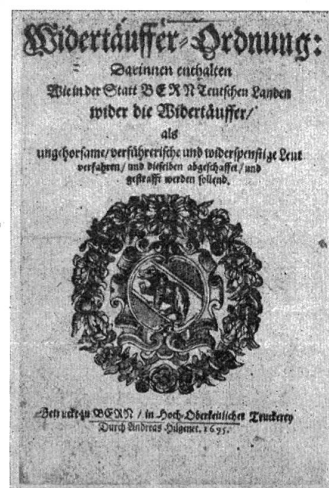 Widertäuffer-Ordnung:
Darinnen enthalten
Wie in der Statt BERN Teutschen Landen
wider die Widertäuffer/
als
ungehorsame/verführerische und widerspenstige Leut
verfahren/ und dieselben abgeschaffet/ und
gestrafft werden sollend.
Getruckt zu BERN / in Hoch-Oberkeitlicher Truckerey
Durch Andreas Hügenet. 1695.